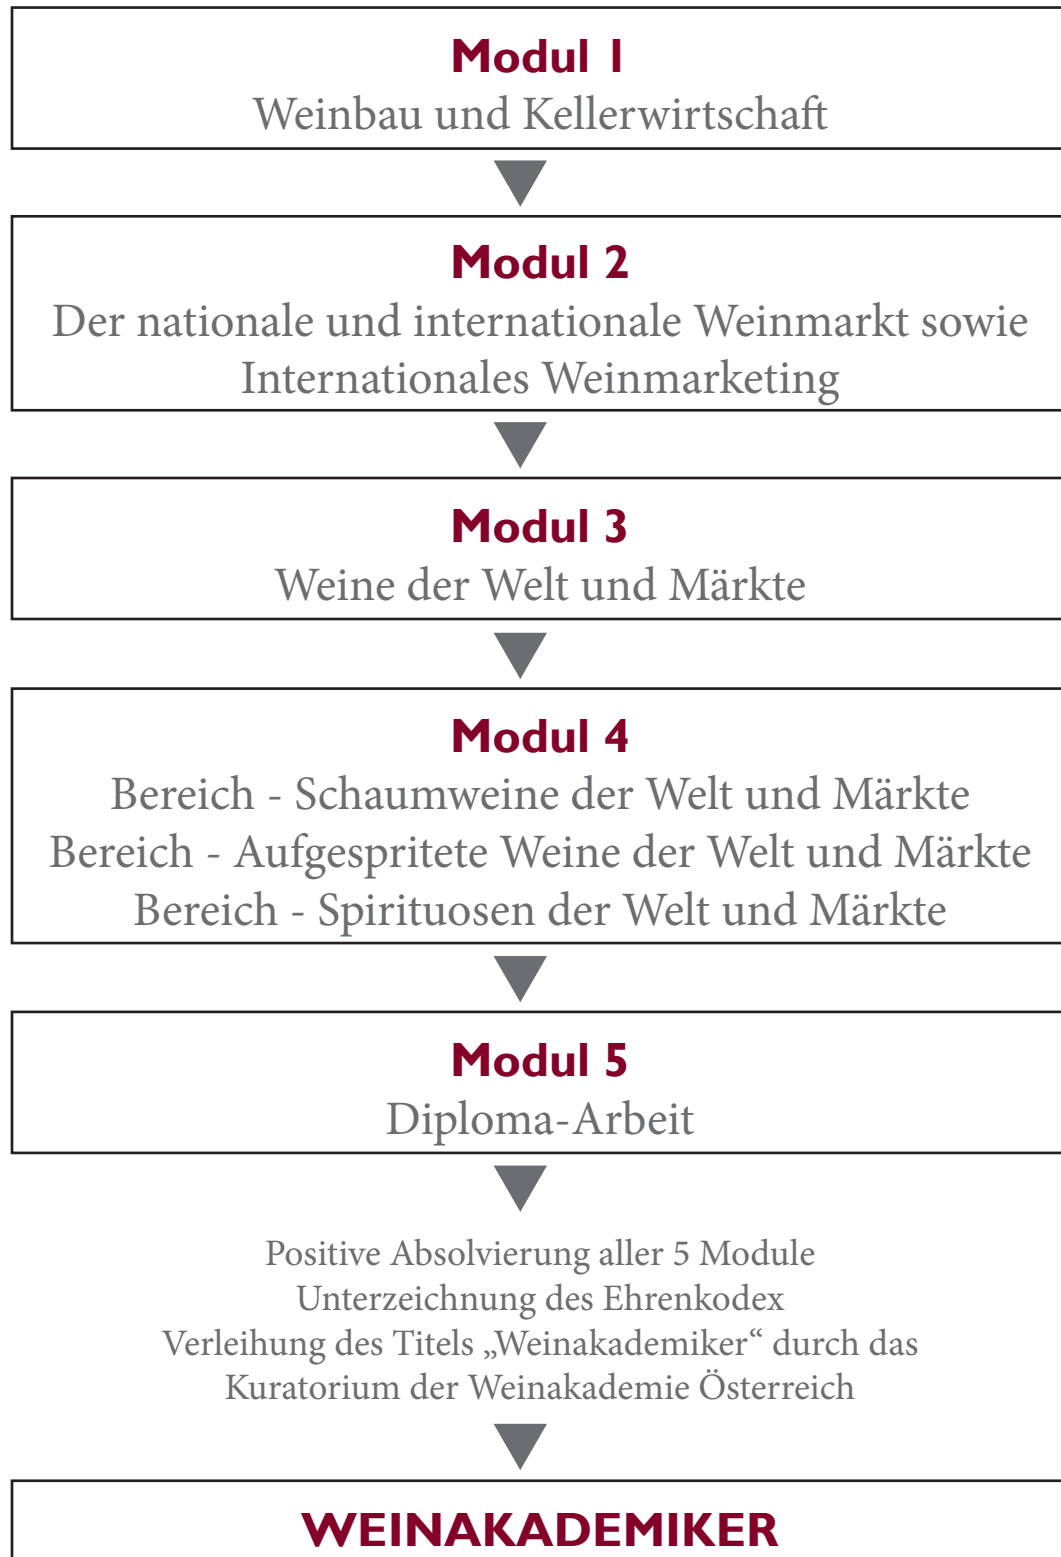 Modul 1
Weinbau und Kellerwirtschaft
Modul 2
Der nationale und internationale Weinmarkt sowie
Internationales Weinmarketing
Modul 3
Weine der Welt und Märkte
Modul 4
Bereich - Schaumweine der Welt und Märkte
Bereich - Aufgespritete Weine der Welt und Märkte
Bereich - Spirituosen der Welt und Märkte
Modul 5
Diploma-Arbeit
Positive Absolvierung aller 5 Module
Unterzeichnung des Ehrenkodex
Verleihung des Titels „Weinakademiker“ durch das
Kuratorium der Weinakademie Österreich
WEINAKADEMIKER